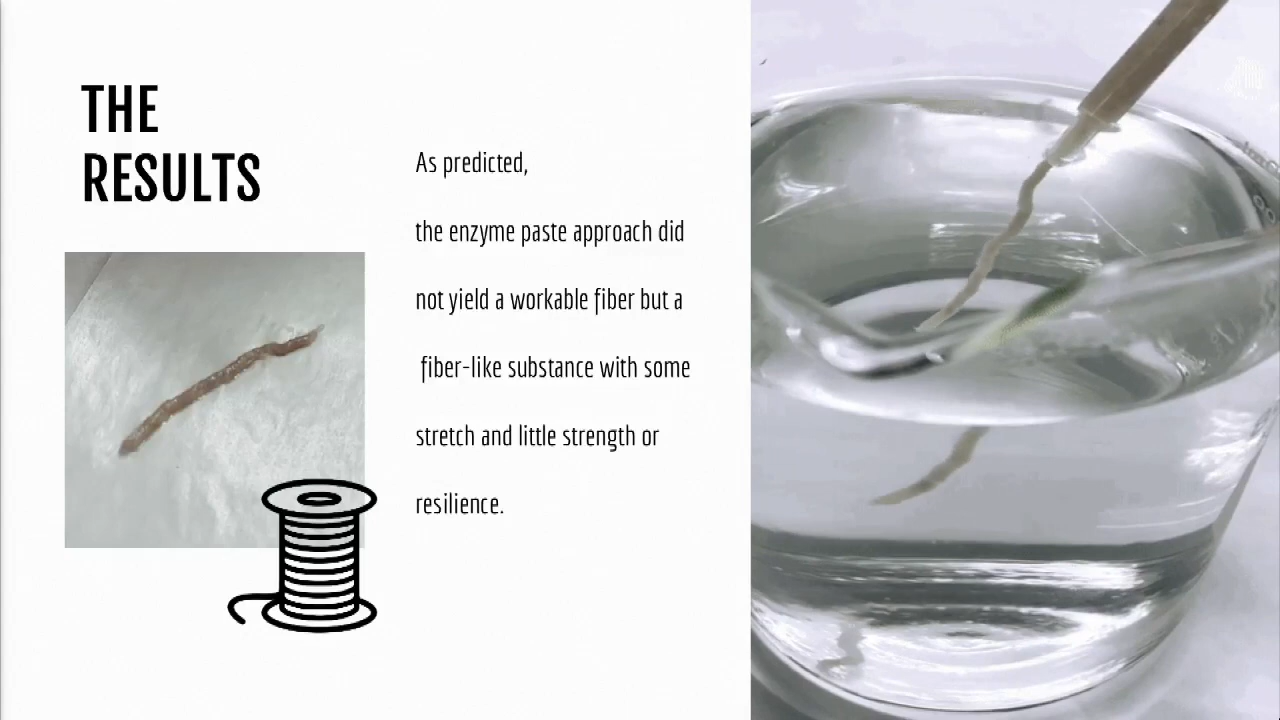 THE
RESULTS
As predicted,
the enzyme paste approach did
not yield a workable fiber but a
fiber-like substance with some
stretch and little strength or
resilience.